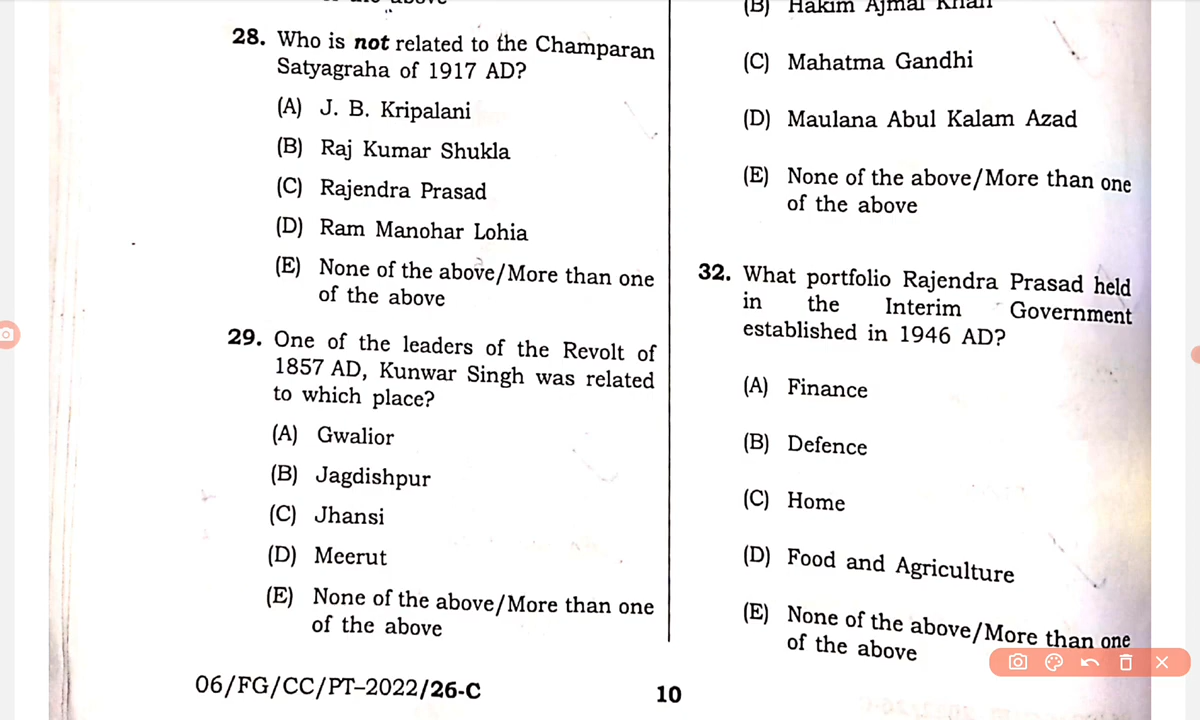 28. Who is not related to the Champaran
Satyagraha of 1917 AD?
(A) J. B. Kripalani
(B) Raj Kumar Shukla
(C) Rajendra Prasad
(D) Ram Manohar Lohia
(E) None of the above/More than one
of the above
29. One of the leaders of the Revolt of
1857 AD, Kunwar Singh was related
to which place?
(A) Gwalior
(B) Jagdishpur
(C) Jhansi
(D) Meerut
(E) None of the above/More than one
of the above
(B) Hakim Ajmal Khan
(C) Mahatma Gandhi
(D) Maulana Abul Kalam Azad
(E) None of the above/More than one
of the above
32. What portfolio Rajendra Prasad held
in the Interim Government
established in 1946 AD?
(A) Finance
(B) Defence
(C) Home
(D) Food and Agriculture
(E) None of the above/More than one
of the above
06/FG/CC/PT–2022/26-C
10